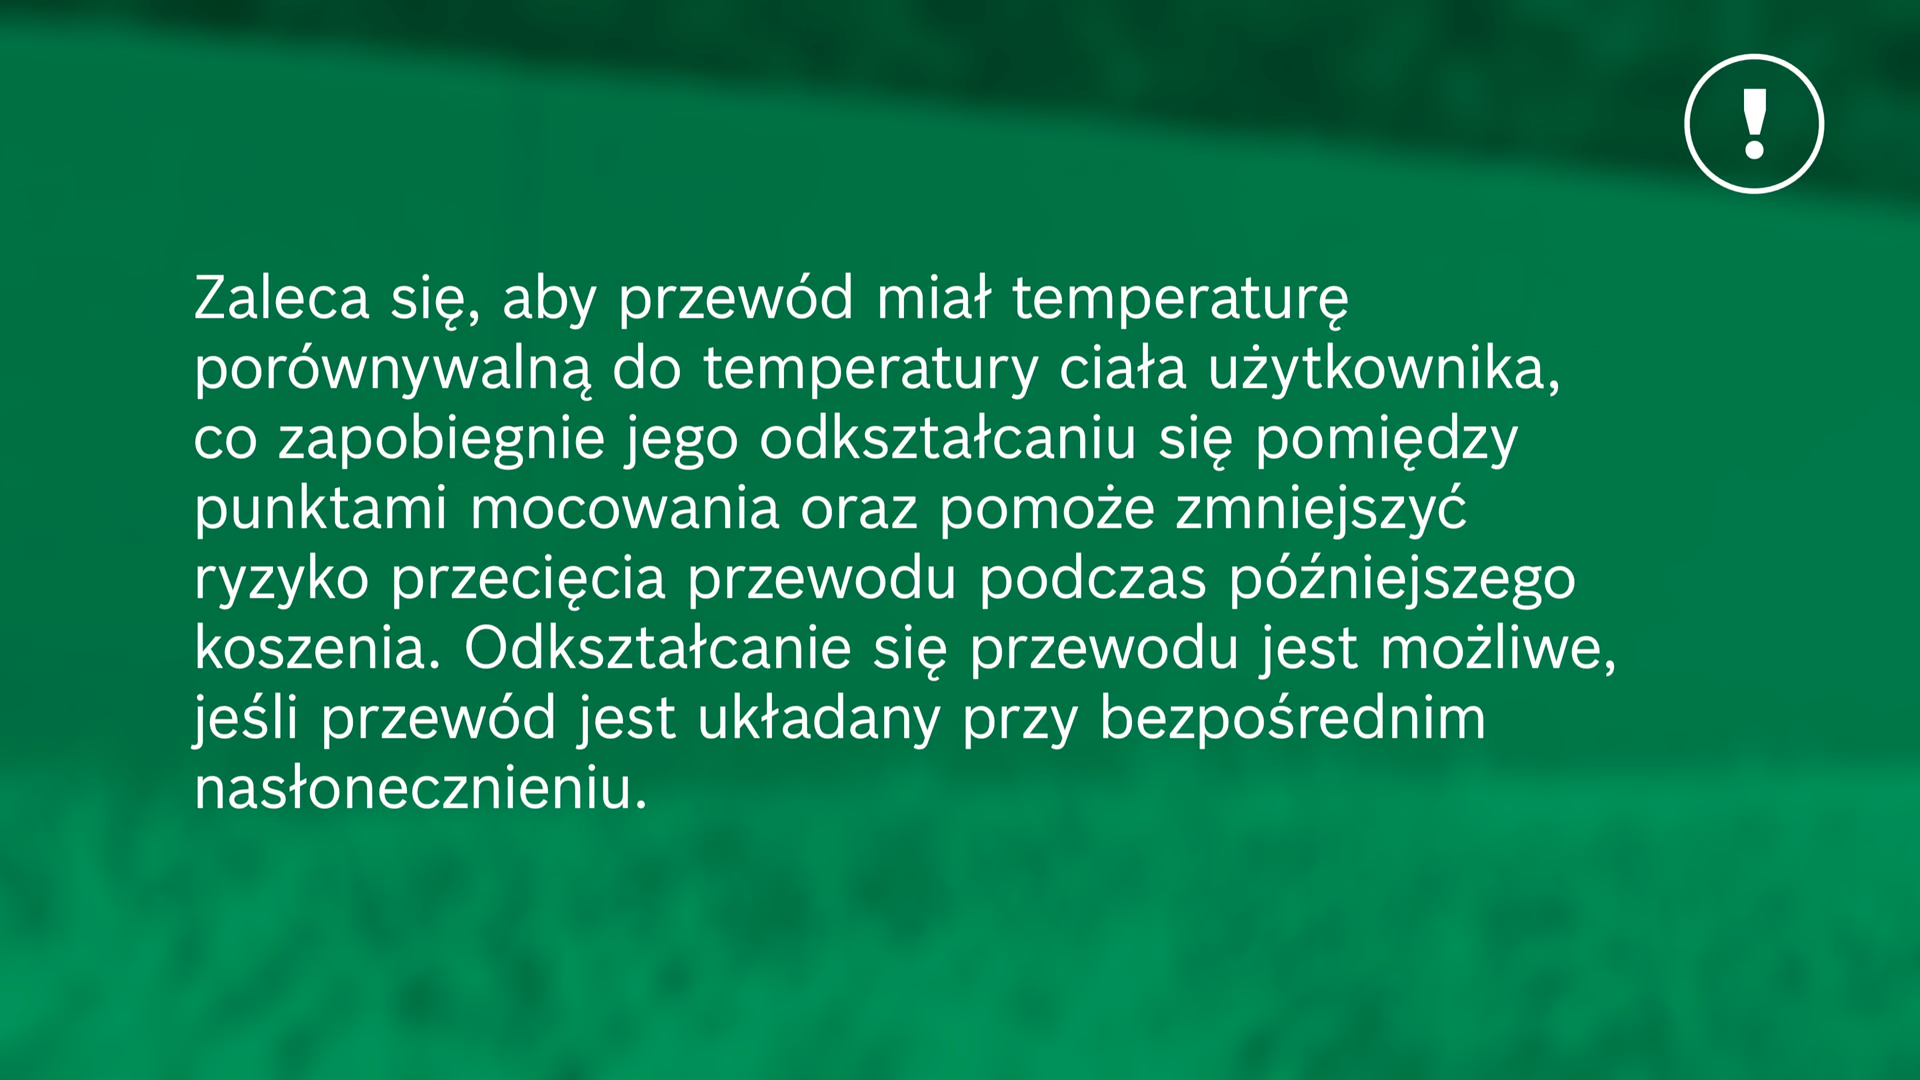 Zaleca się, aby przewód miał temperaturę
porównywalną do temperatury ciała użytkownika,
co zapobiegnie jego odkształcaniu się pomiędzy
punktami mocowania oraz pomoże zmniejszyć
ryzyko przecięcia przewodu podczas późniejszego
koszenia. Odkształcanie się przewodu jest możliwe,
jeśli przewód jest układany przy bezpośrednim
nasłonecznieniu.